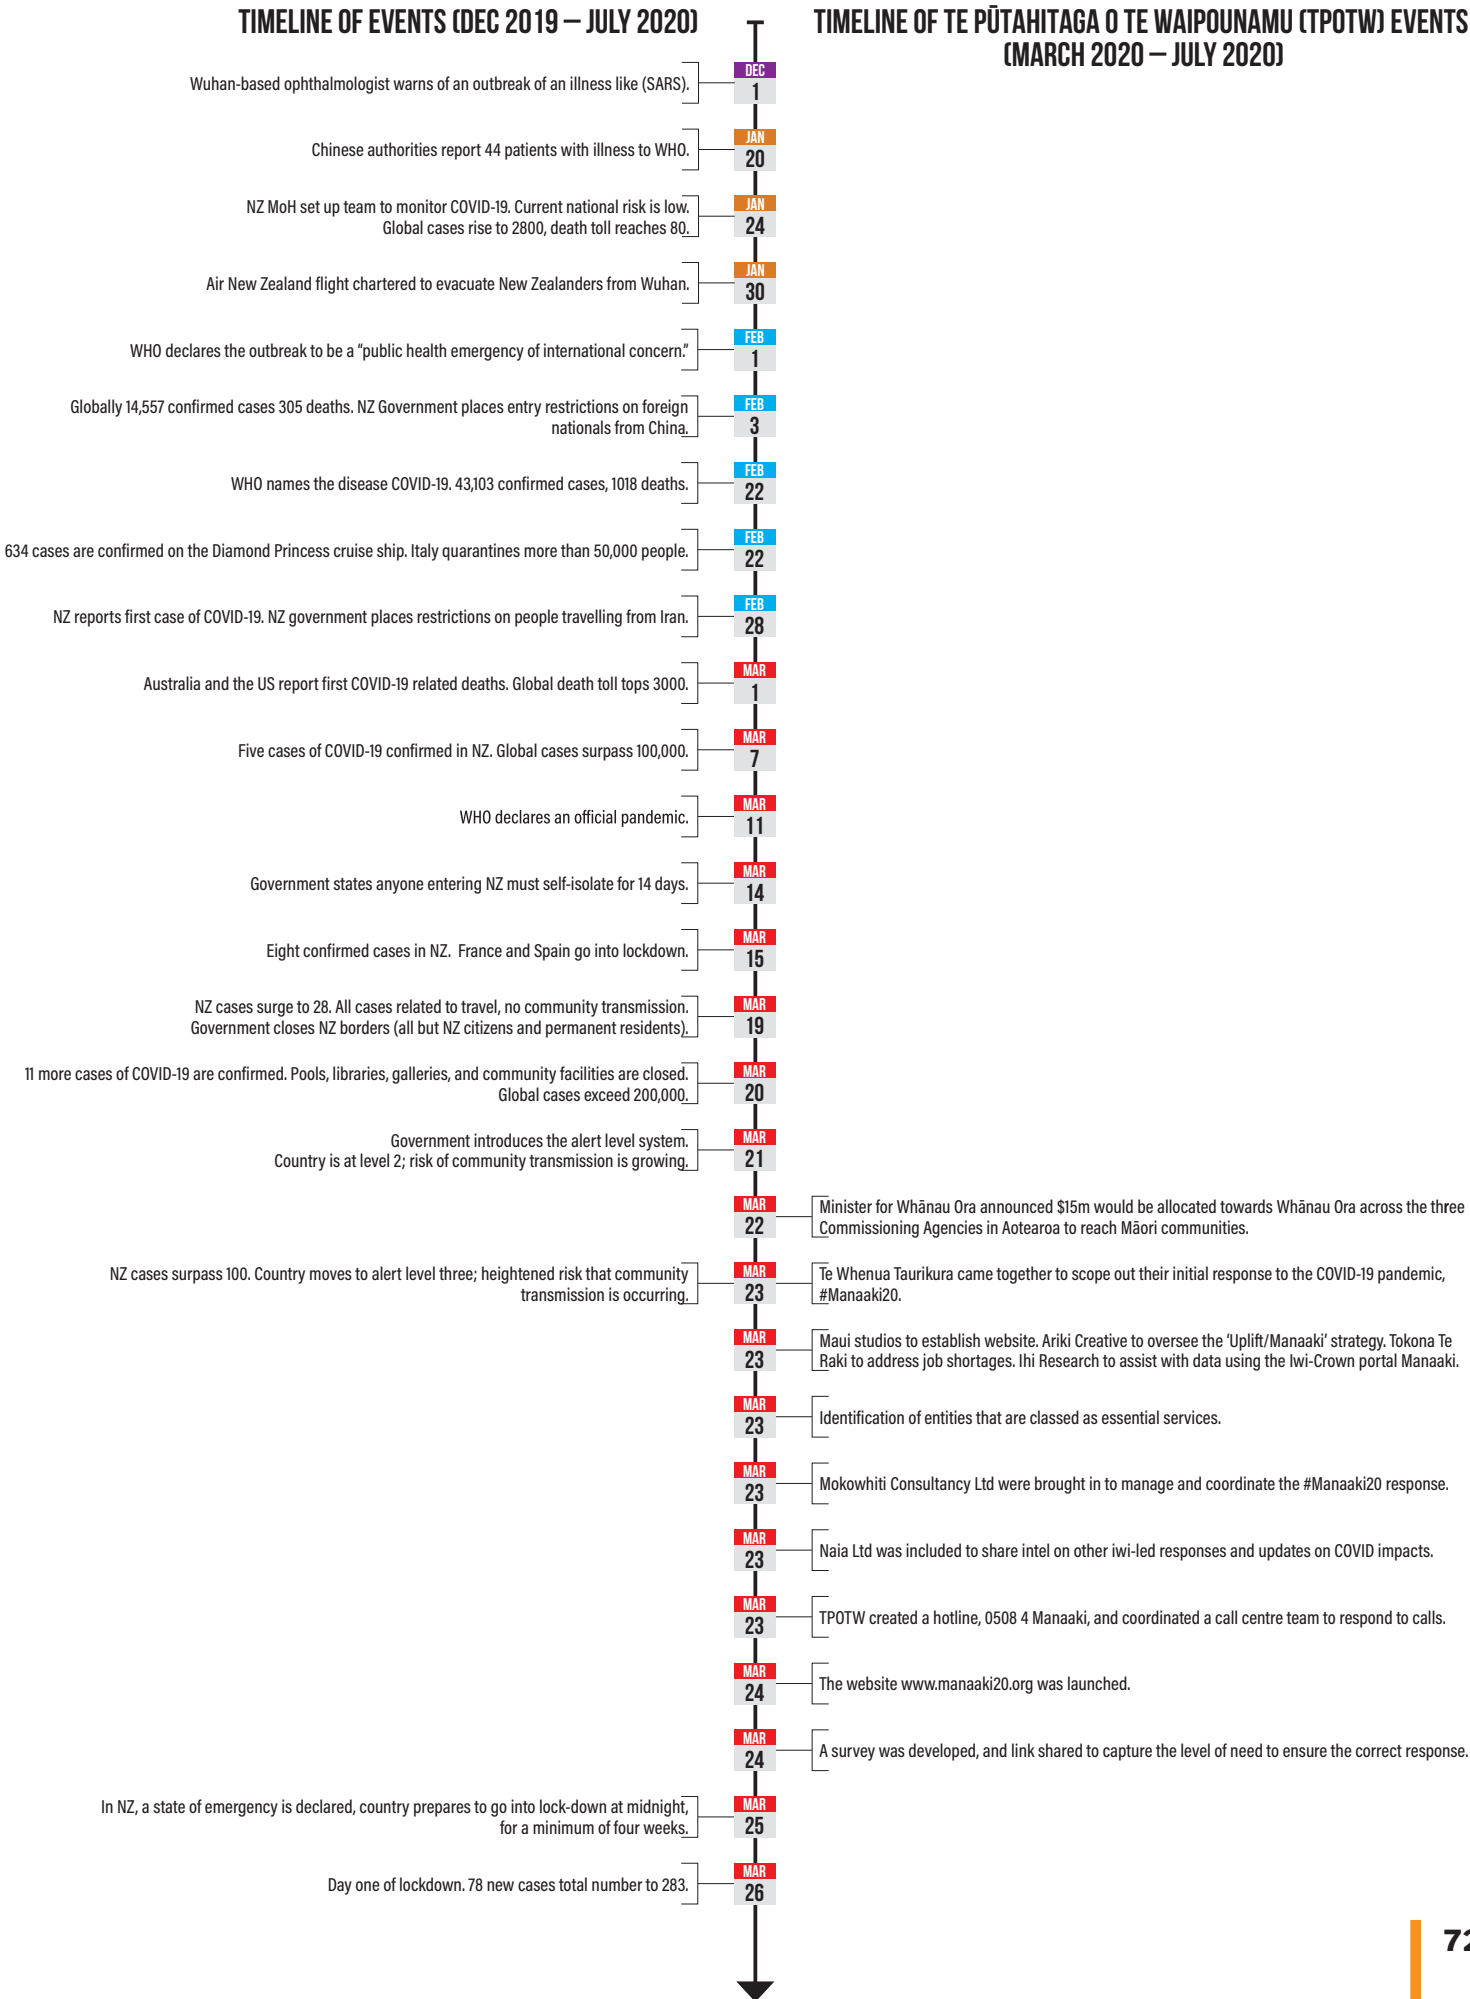 TIMELINE OF EVENTS (DEC 2019 – JULY 2020)
TIMELINE OF TE PŪTAHITAGA O TE WAIPOUNAMU (TPOTW) EVENTS
(MARCH 2020 – JULY 2020)
Wuhan-based ophthalmologist warns of an outbreak of an illness like (SARS).
DEC
1
Chinese authorities report 44 patients with illness to WHO.
JAN
20
NZ MoH set up team to monitor COVID-19. Current national risk is low.
Global cases rise to 2800, death toll reaches 80.
JAN
24
Air New Zealand flight chartered to evacuate New Zealanders from Wuhan.
JAN
30
WHO declares the outbreak to be a “public health emergency of international concern.”
FEB
1
Globally 14,557 confirmed cases 305 deaths. NZ Government places entry restrictions on foreign
nationals from China.
FEB
3
WHO names the disease COVID-19. 43,103 confirmed cases, 1018 deaths.
FEB
22
634 cases are confirmed on the Diamond Princess cruise ship. Italy quarantines more than 50,000 people.
FEB
22
NZ reports first case of COVID-19. NZ government places restrictions on people travelling from Iran.
FEB
28
Australia and the US report first COVID-19 related deaths. Global death toll tops 3000.
MAR
1
Five cases of COVID-19 confirmed in NZ. Global cases surpass 100,000.
MAR
7
WHO declares an official pandemic.
MAR
11
Government states anyone entering NZ must self-isolate for 14 days.
MAR
14
Eight confirmed cases in NZ. France and Spain go into lockdown.
MAR
15
NZ cases surge to 28. All cases related to travel, no community transmission.
Government closes NZ borders (all but NZ citizens and permanent residents).
MAR
19
11 more cases of COVID-19 are confirmed. Pools, libraries, galleries, and community facilities are closed.
Global cases exceed 200,000.
MAR
20
Government introduces the alert level system.
Country is at level 2; risk of community transmission is growing.
MAR
21
MAR
22
Minister for Whānau Ora announced $15m would be allocated towards Whānau Ora across the three
Commissioning Agencies in Aotearoa to reach Māori communities.
NZ cases surpass 100. Country moves to alert level three; heightened risk that community
transmission is occurring.
MAR
23
Te Whenua Taurikura came together to scope out their initial response to the COVID-19 pandemic,
#Manaaki20.
MAR
23
Maui studios to establish website. Ariki Creative to oversee the ‘Uplift/Manaaki’ strategy. Tokona Te
Raki to address job shortages. Ihi Research to assist with data using the Iwi-Crown portal Manaaki.
MAR
23
Identification of entities that are classed as essential services.
MAR
23
Mokowhiti Consultancy Ltd were brought in to manage and coordinate the #Manaaki20 response.
MAR
23
Naia Ltd was included to share intel on other iwi-led responses and updates on COVID impacts.
MAR
23
TPOTW created a hotline, 0508 4 Manaaki, and coordinated a call centre team to respond to calls.
MAR
24
The website www.manaaki20.org was launched.
MAR
24
A survey was developed, and link shared to capture the level of need to ensure the correct response.
In NZ, a state of emergency is declared, country prepares to go into lock-down at midnight,
for a minimum of four weeks.
MAR
25
Day one of lockdown. 78 new cases total number to 283.
MAR
26
72